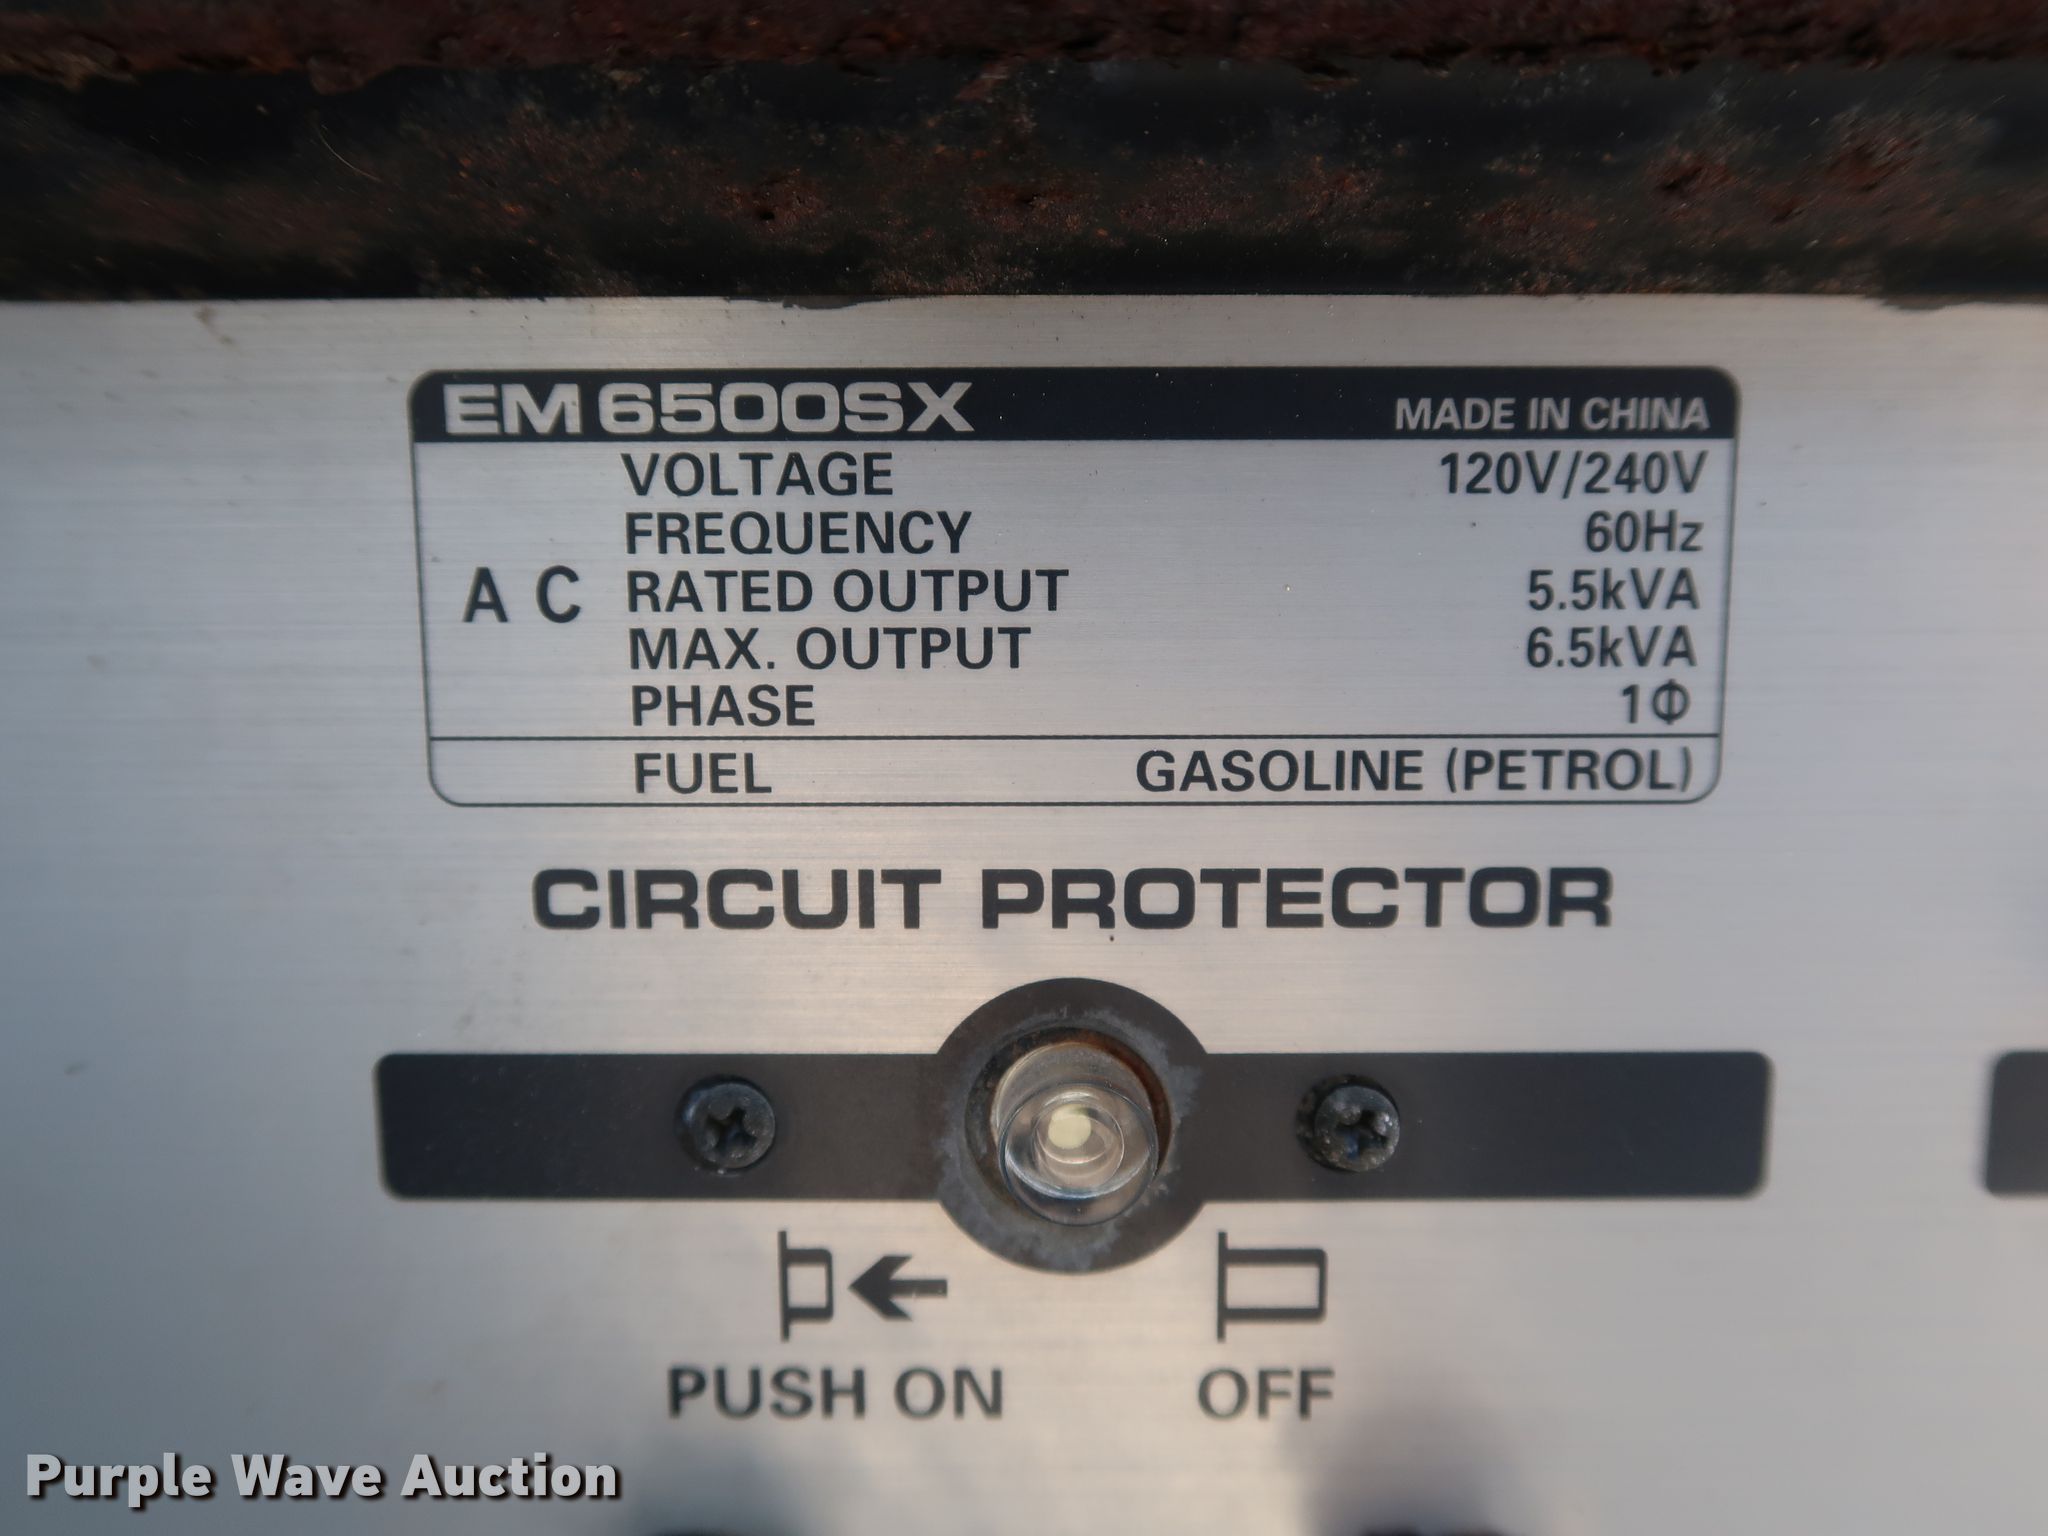 EM6500SX MADE IN CHINA
VOLTAGE 120V/240V
FREQUENCY 60Hz
AC RATED OUTPUT 5.5kVA
MAX. OUTPUT 6.5kVA
PHASE 1Φ
FUEL GASOLINE (PETROL)
CIRCUIT PROTECTOR
PUSH ON OFF
Purple Wave Auction